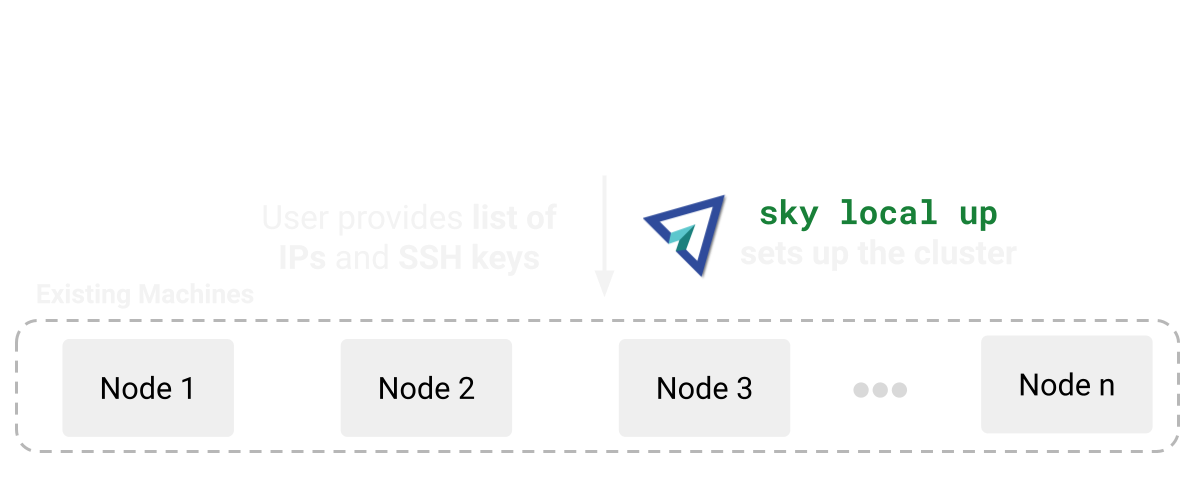 User provides list of
IPs and SSH keys
sky local up
sets up the cluster
Existing Machines
Node 1
Node 2
Node 3
Node n